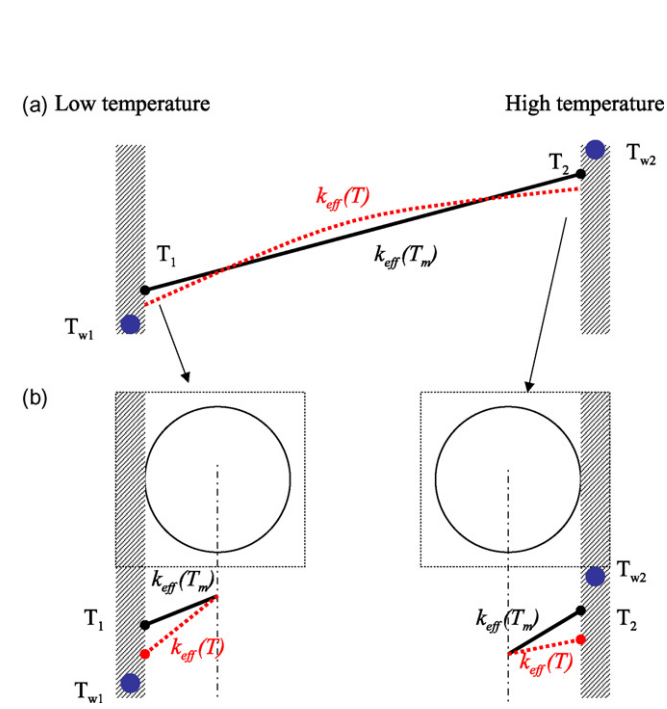 (a) Low temperature High temperature
T2 Tw2
keff(T)
T1 keff(Tm)
Tw1
(b)
keff(Tm) Tw2
T1 keff(Tm) T2
keff(T) keff(T)
Tw1